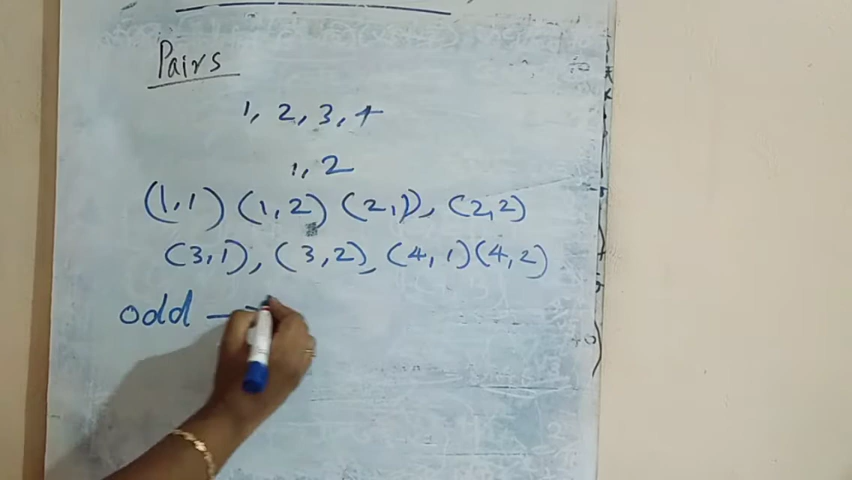 Pairs
1, 2, 3, 4
1, 2
(1,1) (1,2) (2,1), (2,2)
(3,1), (3,2), (4,1) (4,2)
odd –